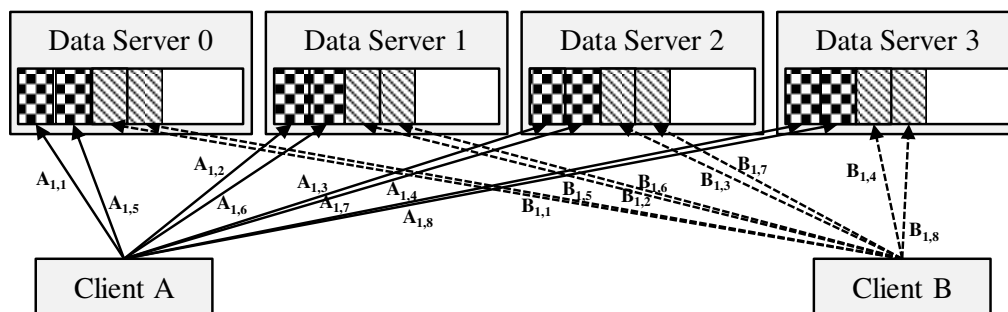 Data Server 0
Data Server 1
Data Server 2
Data Server 3
A1,1
A1,5
A1,2
A1,6
A1,3
A1,7
A1,4
A1,8
B1,1
B1,5
B1,2
B1,6
B1,3
B1,7
B1,4
B1,8
Client A
Client B